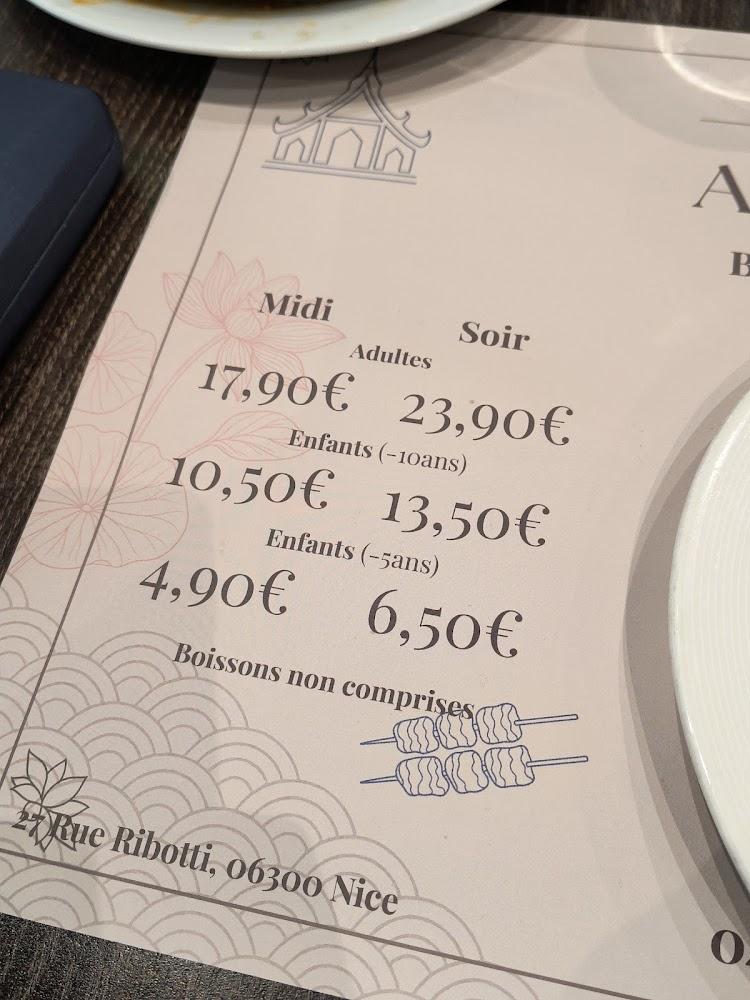 Midi Soir
Adultes
17,90€ 23,90€
Enfants (-10ans)
10,50€ 13,50€
Enfants (-5ans)
4,90€ 6,50€
Boissons non comprises
27 Rue Ribotti, 06300 Nice